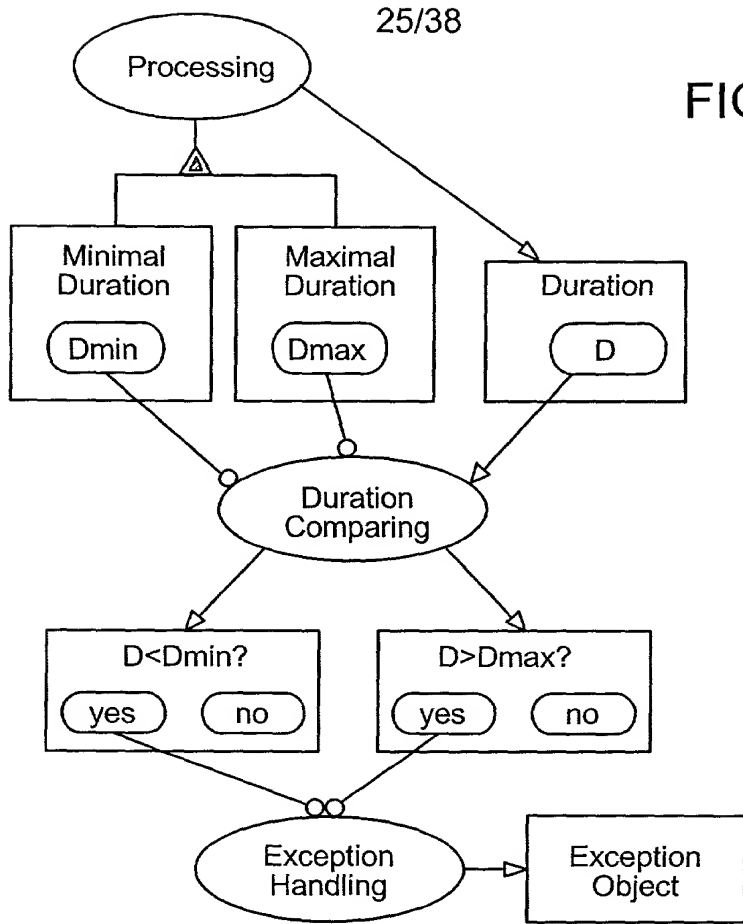 25/38
FIG
Processing
Minimal
Duration
Dmin
Maximal
Duration
Dmax
Duration
D
Duration
Comparing
D<Dmin?
yes
no
D>Dmax?
yes
no
Exception
Handling
Exception
Object